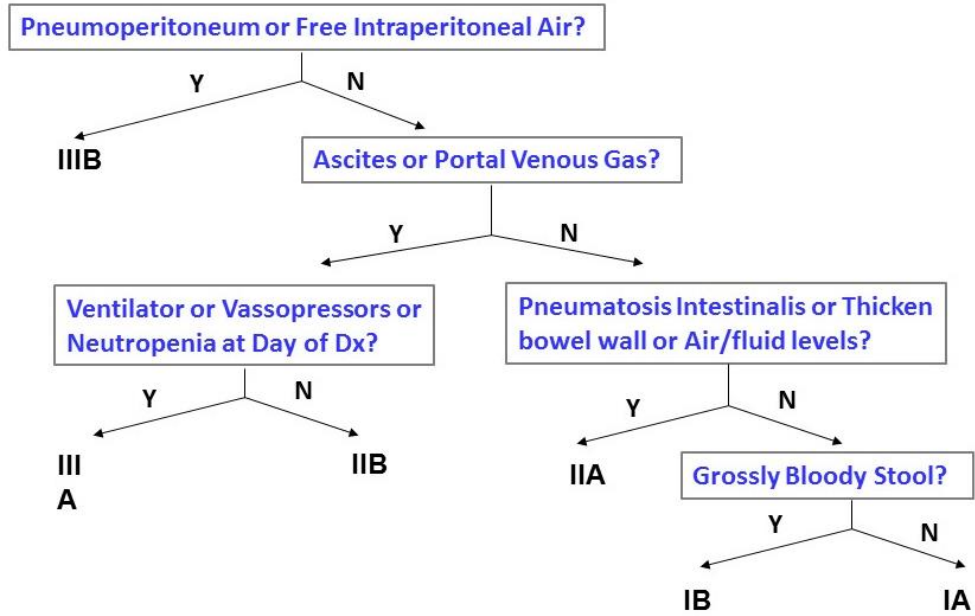 Pneumoperitoneum or Free Intraperitoneal Air?
Y
N
IIIB
Ascites or Portal Venous Gas?
Y
N
Ventilator or Vassopressors or
Neutropenia at Day of Dx?
Pneumatosis Intestinalis or Thicken
bowel wall or Air/fluid levels?
Y
N
Y
N
III
A
IIB
IIA
Grossly Bloody Stool?
Y
N
IB
IA